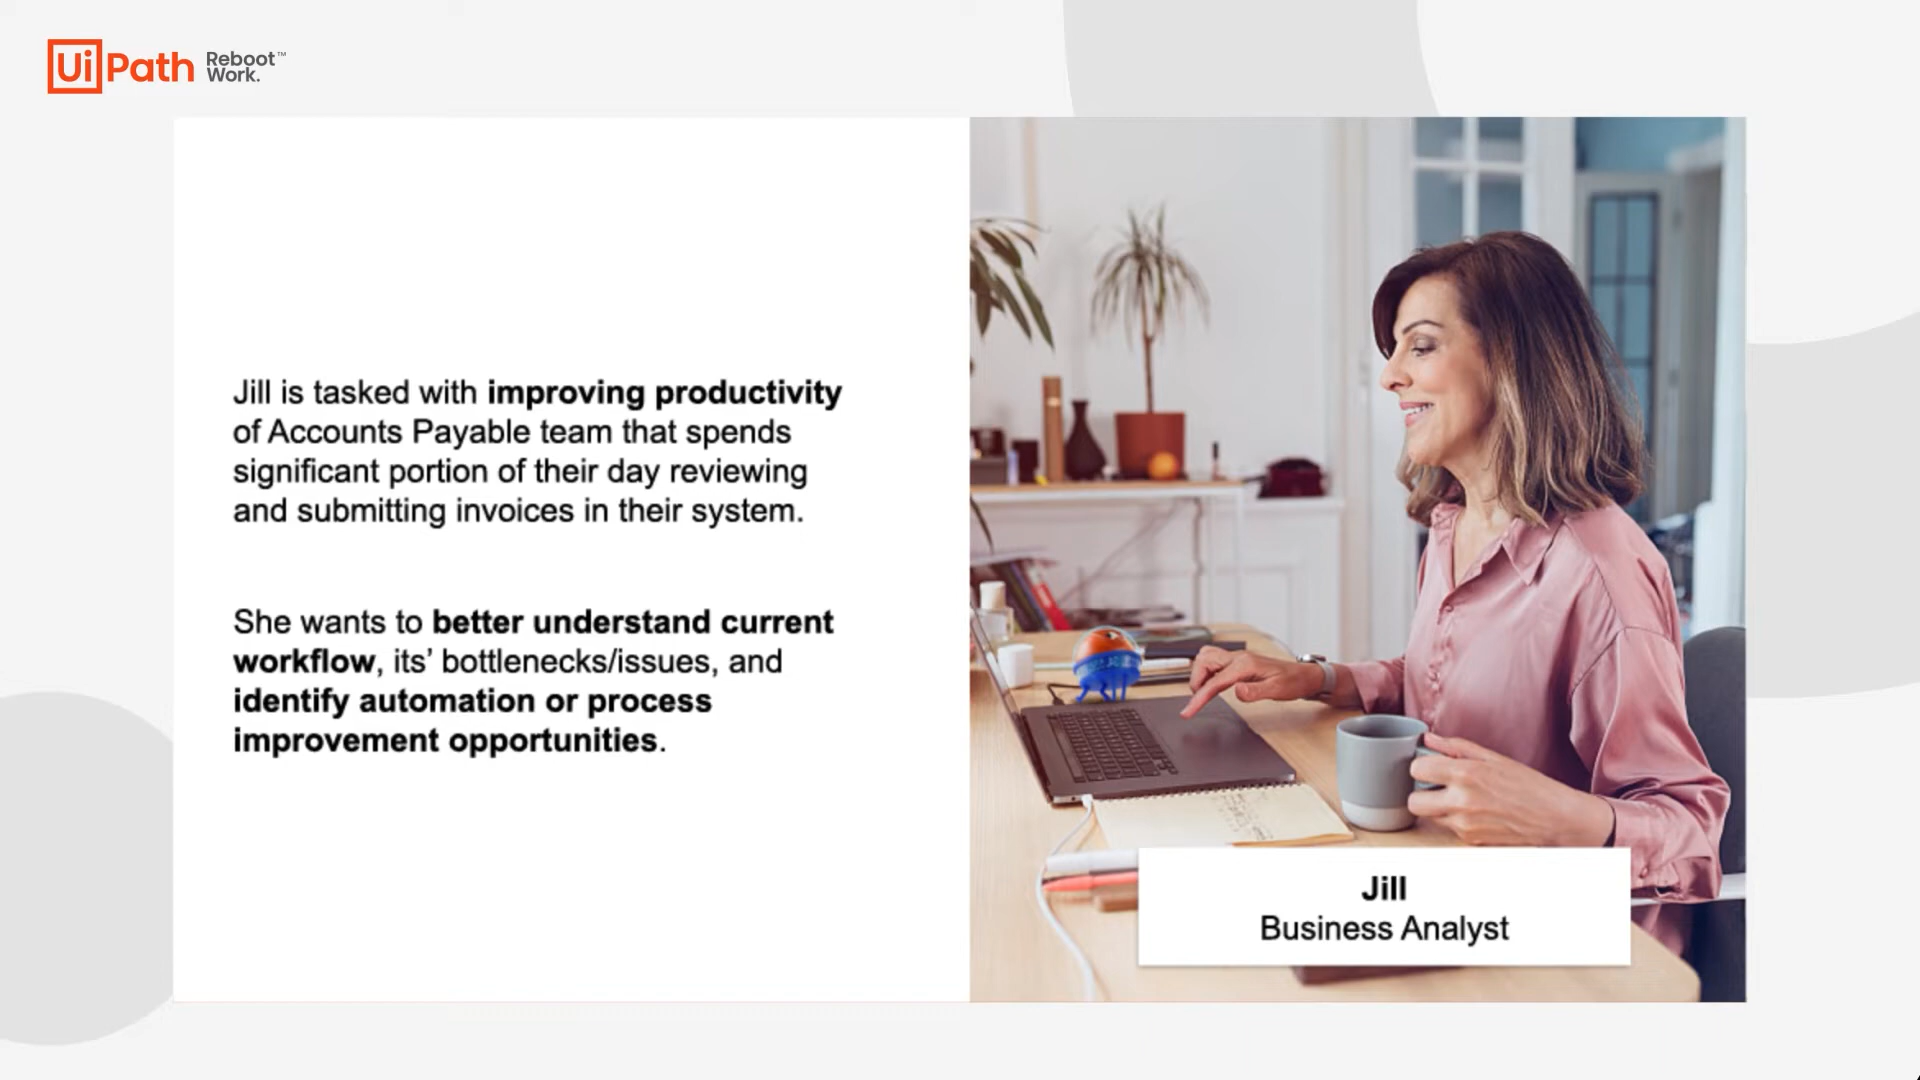 UiPath Reboot™
Work.
Jill is tasked with improving productivity
of Accounts Payable team that spends
significant portion of their day reviewing
and submitting invoices in their system.
She wants to better understand current
workflow, its’ bottlenecks/issues, and
identify automation or process
improvement opportunities.
Jill
Business Analyst